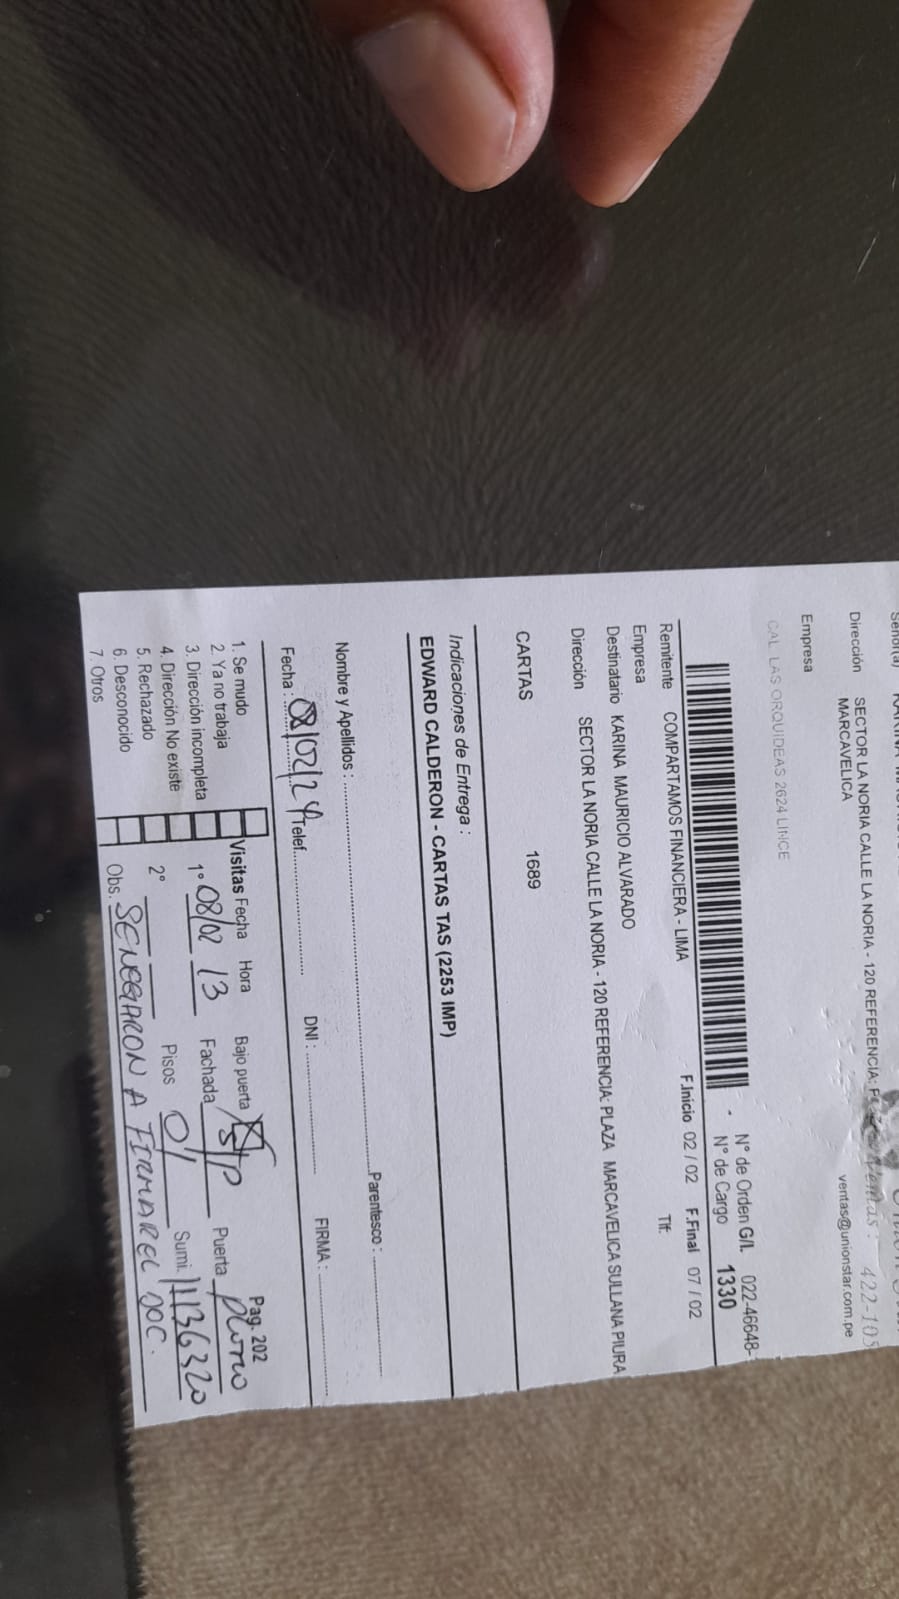 Señor(a)
Dirección SECTOR LA NORIA CALLE LA NORIA - 120 REFERENCIA:
MARCAVELICA
ventas@unionstar.com.pe
Empresa
CAL LAS ORQUIDEAS 2624 LINCE
N° de Orden G/I. 022-46648-
N° de Cargo 1330
Remitente COMPARTAMOS FINANCIERA - LIMA F.Inicio 02 / 02 F.Final 07 / 02
Empresa Tlf:
Destinatario KARINA MAURICIO ALVARADO
Dirección SECTOR LA NORIA CALLE LA NORIA - 120 REFERENCIA: PLAZA MARCAVELICA SULLANA PIURA
CARTAS 1689
Indicaciones de Entrega :
EDWARD CALDERON - CARTAS TAS (2253 IMP)
Nombre y Apellidos : Parentesco :
Fecha : 08/02/24 Telef. DNI : FIRMA :
Pag. 202
1. Se mudo Visitas Fecha Hora Bajo puerta
2. Ya no trabaja 1° 08/02 13 Fachada Puerta
3. Dirección incompleta
4. Dirección No existe 2° Pisos 01 Sumi. 11136320
5. Rechazado
6. Desconocido Obs. SE NEGARON A FIRMAR EL DOC.
7. Otros